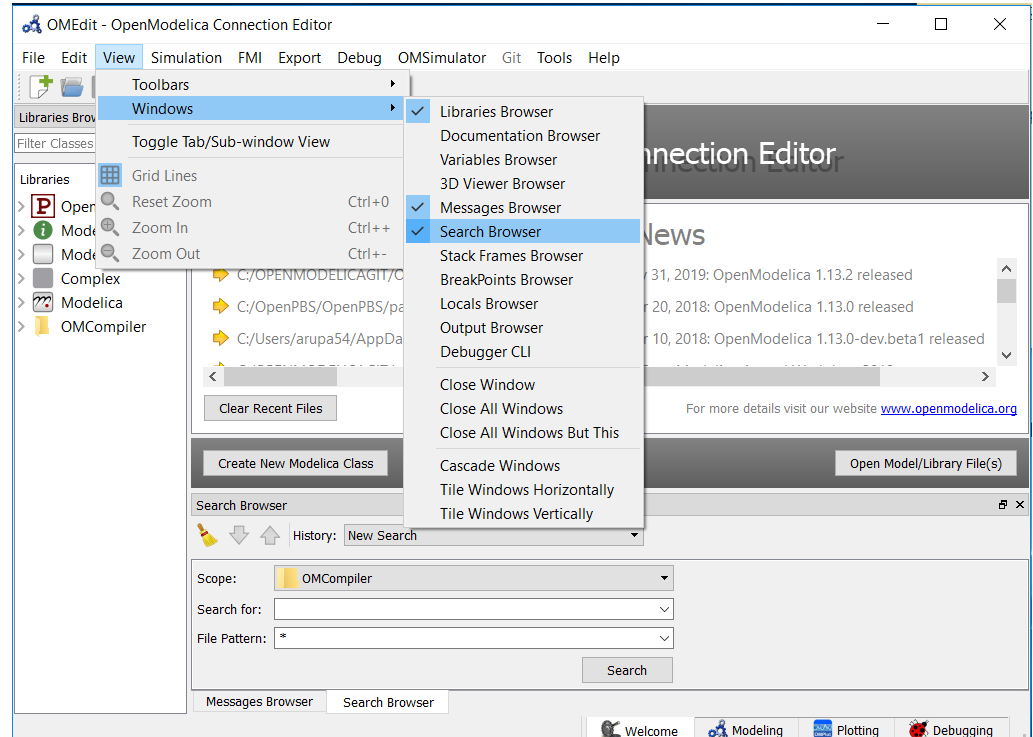 OMEdit - OpenModelica Connection Editor
File Edit View Simulation FMI Export Debug OMSimulator Git Tools Help
Toolbars
Windows
Toggle Tab/Sub-window View
Grid Lines
Reset Zoom Ctrl+0
Zoom In Ctrl++
Zoom Out Ctrl+-
Libraries Browser
Documentation Browser
Variables Browser
3D Viewer Browser
Messages Browser
Search Browser
Stack Frames Browser
BreakPoints Browser
Locals Browser
Output Browser
Debugger CLI
Close Window
Close All Windows
Close All Windows But This
Cascade Windows
Tile Windows Horizontally
Tile Windows Vertically
Libraries Brow
Filter Classes
Libraries
P Open
i Mode
Mode
Complex
Modelica
OMCompiler
nnection Editor
News
C:/OPENMODELICAGIT/O
C:/OpenPBS/OpenPBS/pa
C:/Users/arupa54/AppDa
31, 2019: OpenModelica 1.13.2 released
r 20, 2018: OpenModelica 1.13.0 released
r 10, 2018: OpenModelica 1.13.0-dev.beta1 released
Clear Recent Files
For more details visit our website www.openmodelica.org
Create New Modelica Class
Open Model/Library File(s)
Search Browser
History: New Search
Scope: OMCompiler
Search for:
File Pattern: *
Search
Messages Browser Search Browser
Welcome Modeling Plotting Debugging